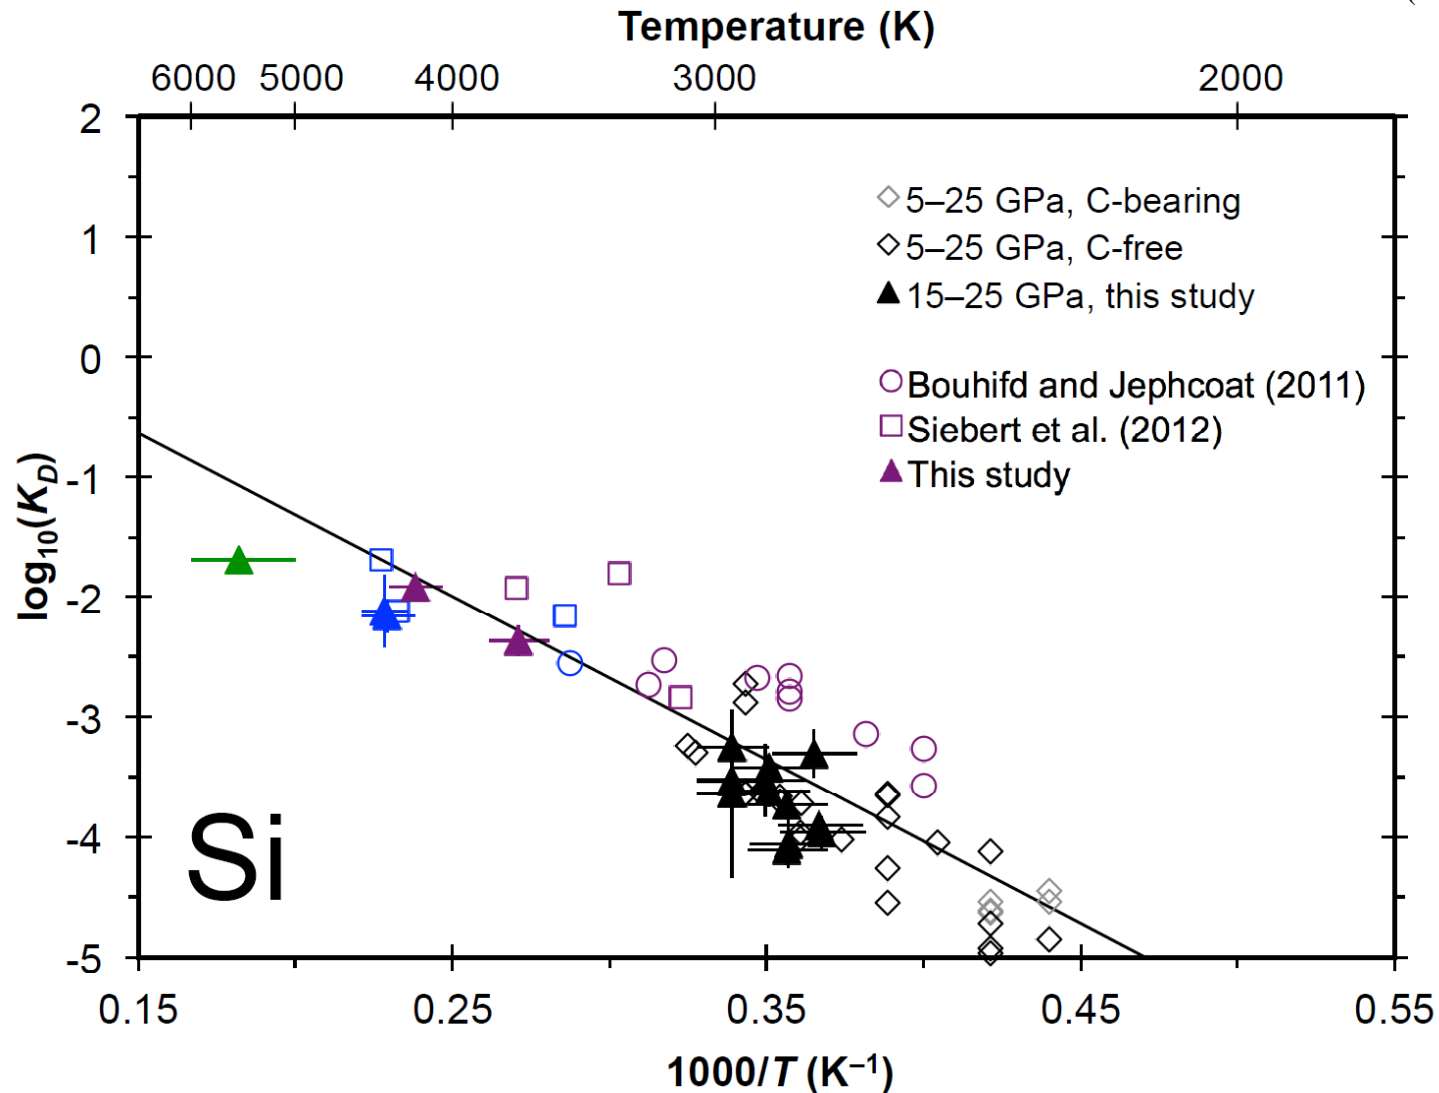 Temperature (K)
6000 5000 4000 3000 2000
2
1
0
-1
-2
-3
-4
-5
log10(KD)
5–25 GPa, C-bearing
5–25 GPa, C-free
15–25 GPa, this study
Bouhifd and Jephcoat (2011)
Siebert et al. (2012)
This study
Si
0.15 0.25 0.35 0.45 0.55
1000/T (K⁻¹)